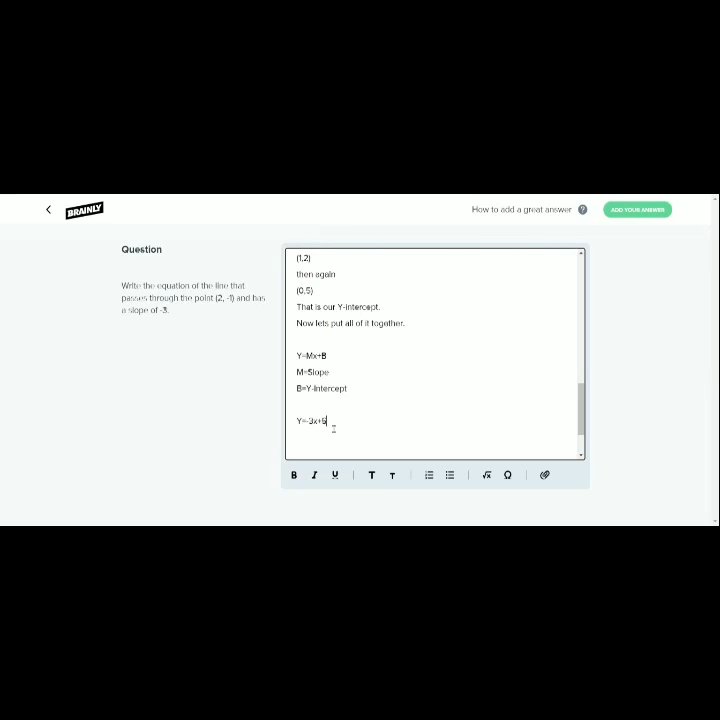 BRAINLY
How to add a great answer ?
ADD YOUR ANSWER
Question
Write the equation of the line that
passes through the point (2, -1) and has
a slope of -3.
(1,2)
then again
(0,5)
That is our Y-intercept.
Now lets put all of it together.
Y=Mx+B
M=Slope
B=Y-Intercept
Y=-3x+5
B I U T T √x Ω